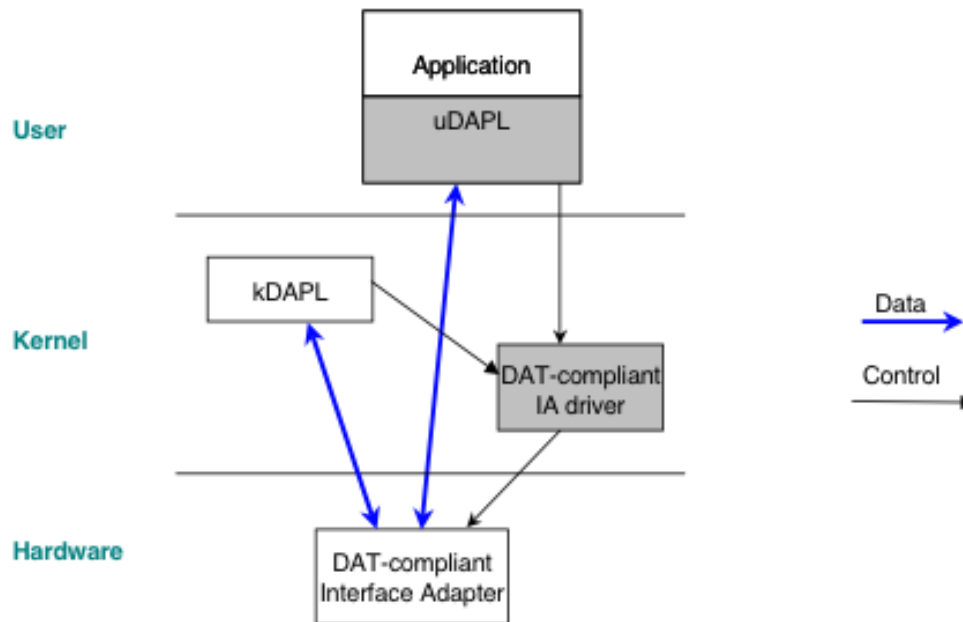 Application
uDAPL
User
kDAPL
Kernel
DAT-compliant
IA driver
Data
Control
Hardware
DAT-compliant
Interface Adapter